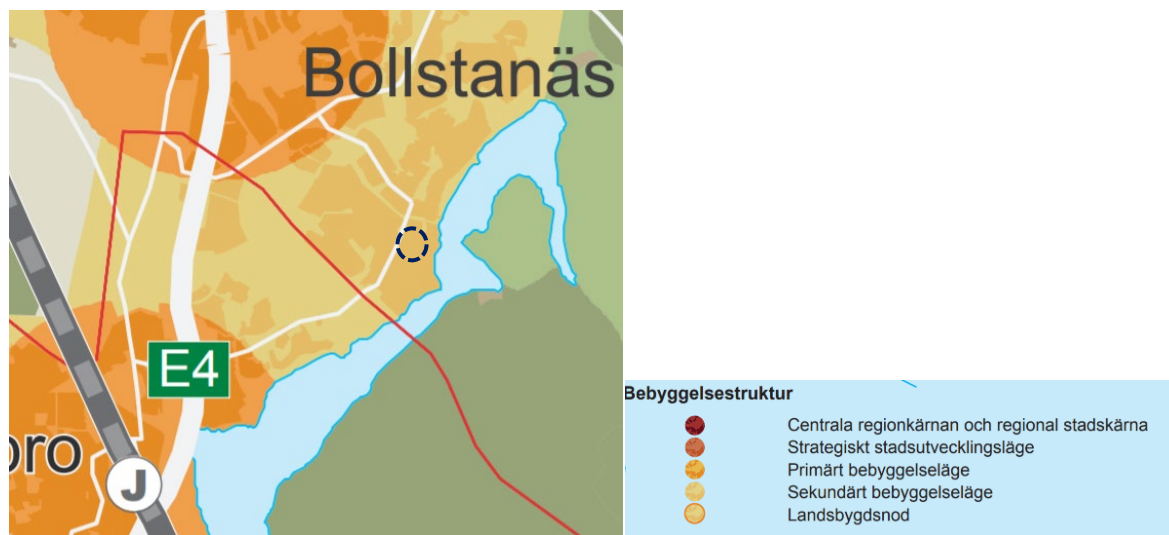 Bollstanäs
E4
oro
J
Bebyggelsestruktur
Centrala regionkärnan och regional stadskärna
Strategiskt stadsutvecklingsläge
Primärt bebyggelseläge
Sekundärt bebyggelseläge
Landsbygdsnod